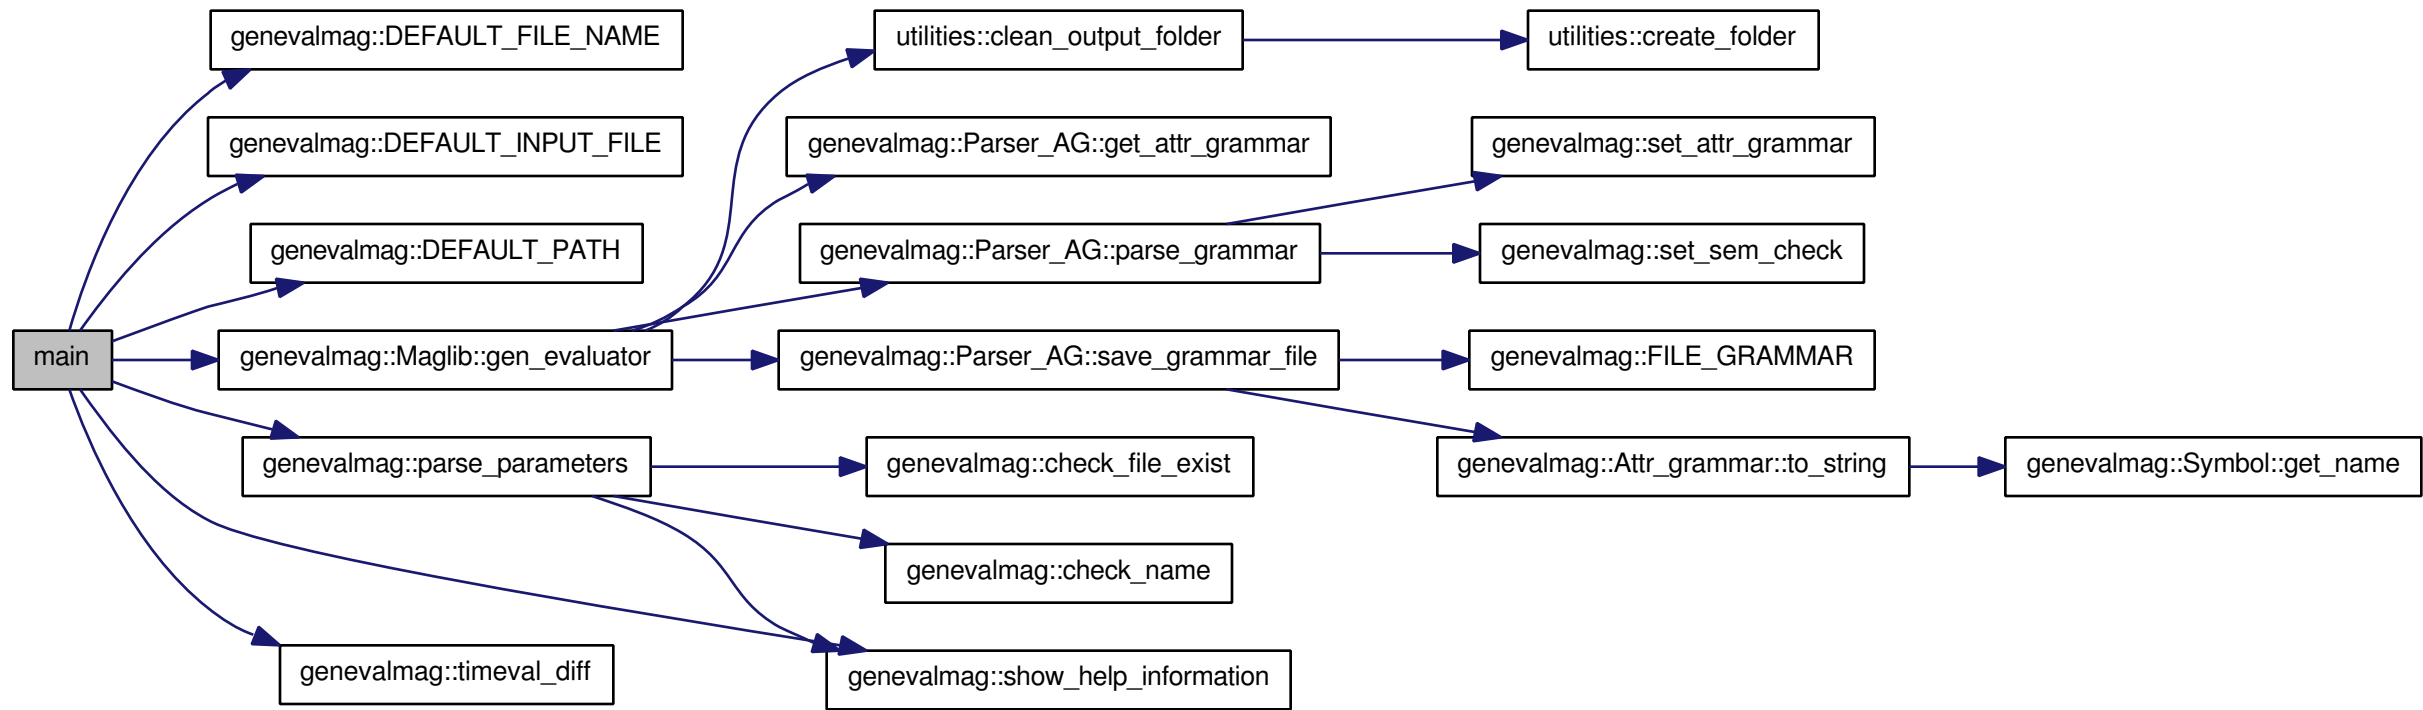 main
genevalmag::DEFAULT_FILE_NAME
genevalmag::DEFAULT_INPUT_FILE
genevalmag::DEFAULT_PATH
genevalmag::Maglib::gen_evaluator
genevalmag::parse_parameters
genevalmag::timeval_diff
utilities::clean_output_folder
genevalmag::Parser_AG::get_attr_grammar
genevalmag::Parser_AG::parse_grammar
genevalmag::Parser_AG::save_grammar_file
genevalmag::check_file_exist
genevalmag::check_name
genevalmag::show_help_information
utilities::create_folder
genevalmag::set_attr_grammar
genevalmag::set_sem_check
genevalmag::FILE_GRAMMAR
genevalmag::Attr_grammar::to_string
genevalmag::Symbol::get_name